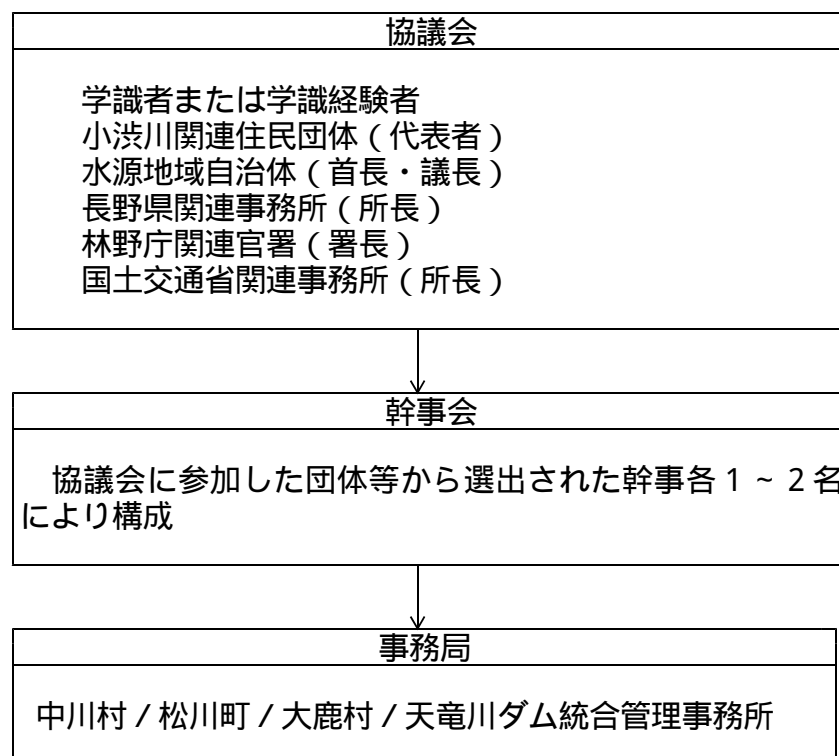 協議会
学識者または学識経験者
小渋川関連住民団体（代表者）
水源地域自治体（首長・議長）
長野県関連事務所（所長）
林野庁関連官署（署長）
国土交通省関連事務所（所長）
幹事会
協議会に参加した団体等から選出された幹事各１～２名
により構成
事務局
中川村／松川町／大鹿村／天竜川ダム統合管理事務所